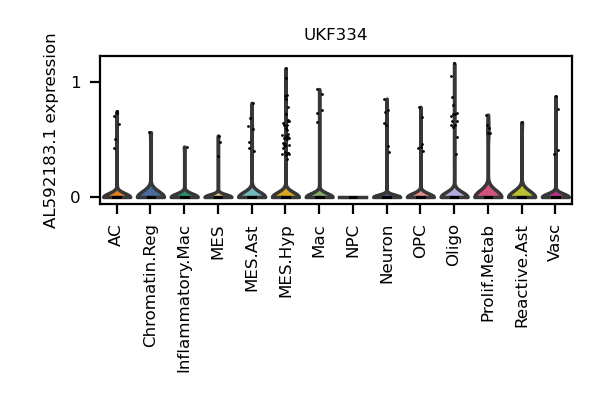 UKF334
AL592183.1 expression
1
0
AC
Chromatin.Reg
Inflammatory.Mac
MES
MES.Ast
MES.Hyp
Mac
NPC
Neuron
OPC
Oligo
Prolif.Metab
Reactive.Ast
Vasc